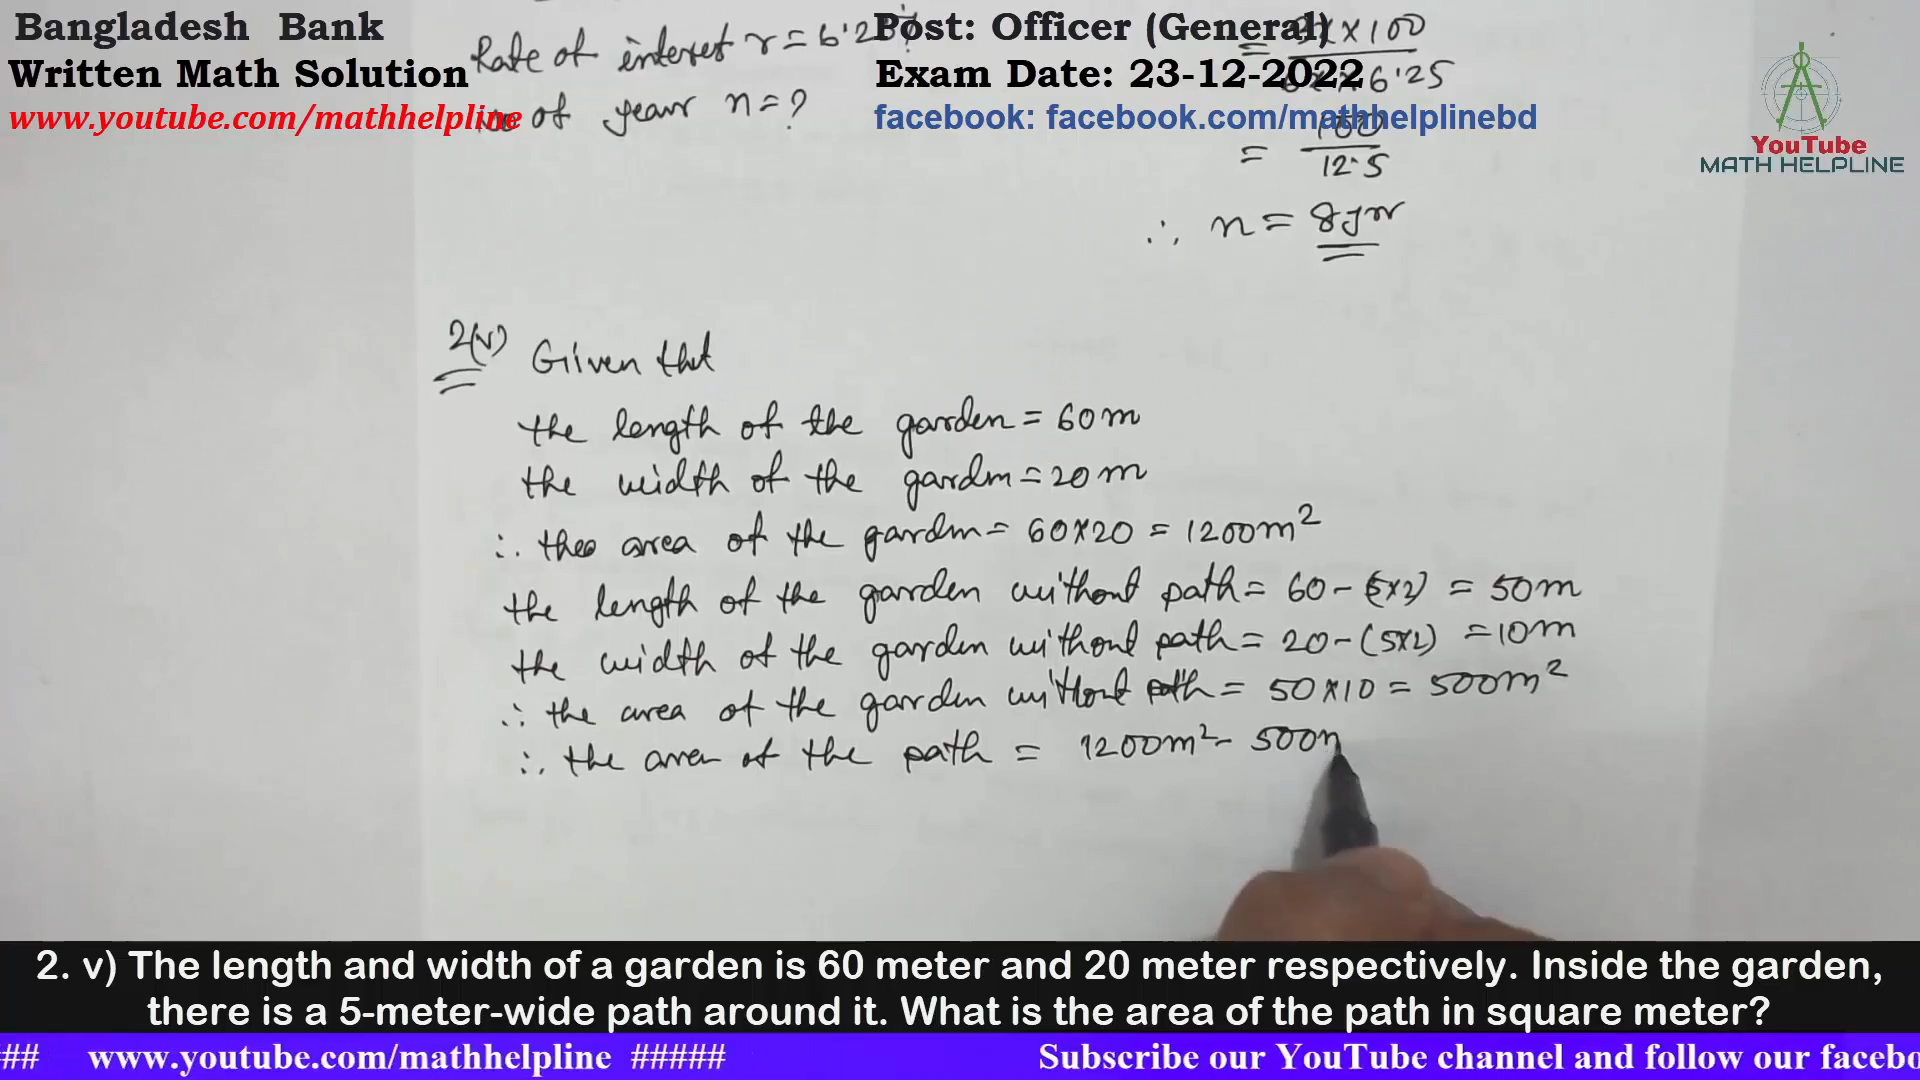 Bangladesh Bank
Written Math Solution
www.youtube.com/mathhelpline
Post: Officer (General)
Exam Date: 23-12-2022
facebook: facebook.com/mathhelplinebd
YouTube
MATH HELPLINE
Rate of interest r = 6.25%
of years n = ?
= × 100
× 6.25
= 100
12.5
∴ n = 8 yr
2(v) Given that
the length of the garden = 60m
the width of the garden = 20m
∴ the area of the garden = 60×20 = 1200m²
the length of the garden without path = 60 - (5×2) = 50m
the width of the garden without path = 20 - (5×2) = 10m
∴ the area of the garden without path = 50×10 = 500m²
∴ the area of the path = 1200m² - 500m
2. v) The length and width of a garden is 60 meter and 20 meter respectively. Inside the garden,
there is a 5-meter-wide path around it. What is the area of the path in square meter?
## www.youtube.com/mathhelpline ##### Subscribe our YouTube channel and follow our facebo